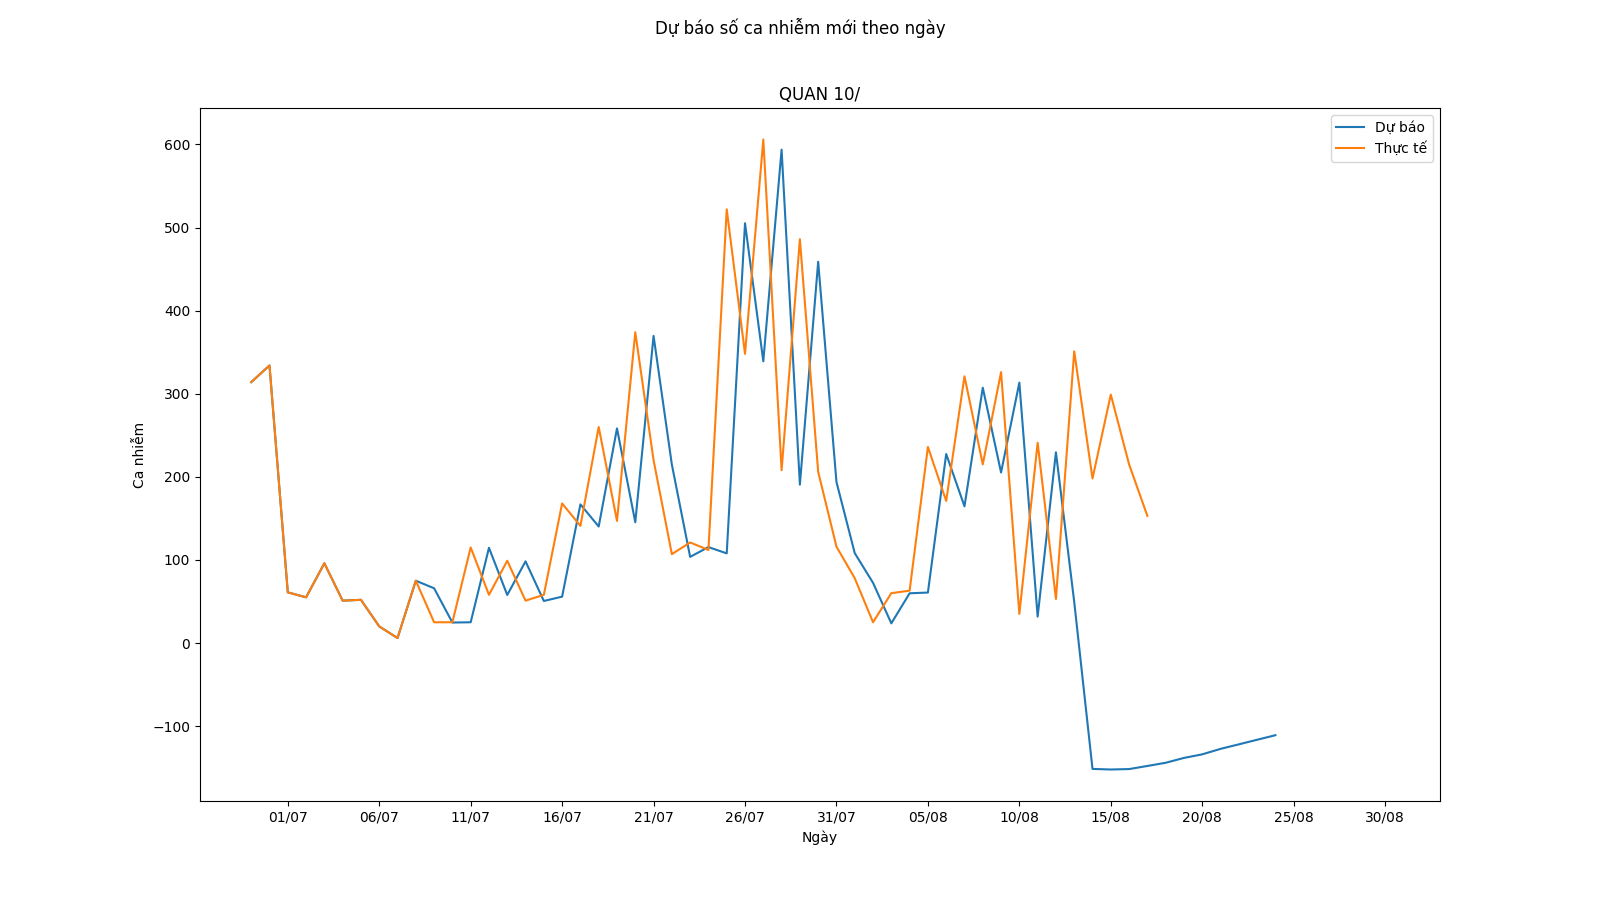 Dự báo số ca nhiễm mới theo ngày
QUAN 10/
Dự báo
Thực tế
Ca nhiễm
600
500
400
300
200
100
0
−100
01/07 06/07 11/07 16/07 21/07 26/07 31/07 05/08 10/08 15/08 20/08 25/08 30/08
Ngày